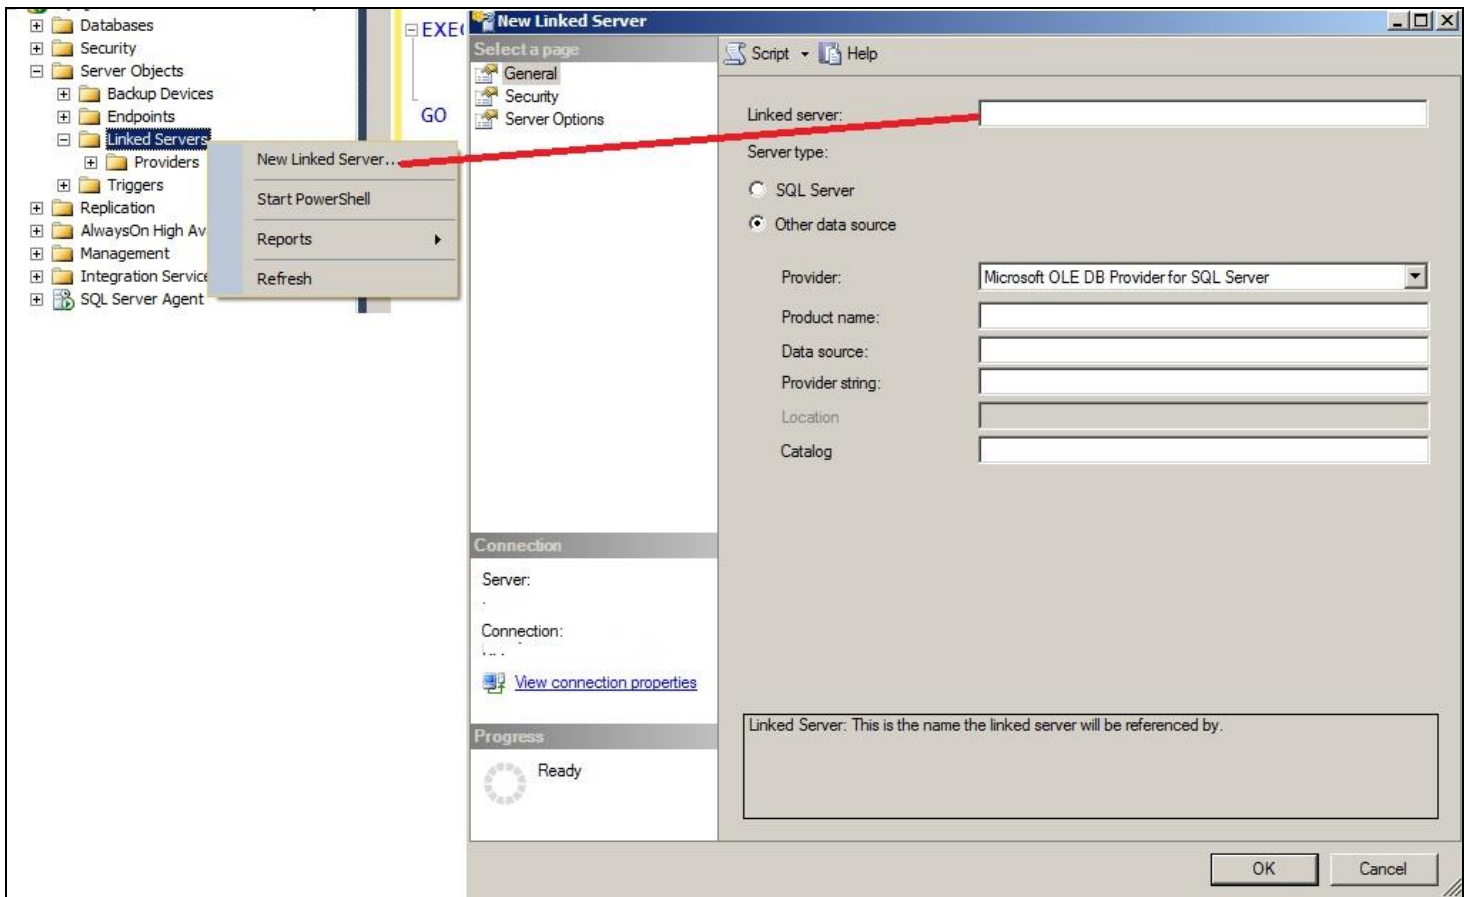 Databases
Security
Server Objects
Backup Devices
Endpoints
Linked Servers
Providers
Triggers
Replication
AlwaysOn High Av
Management
Integration Service
SQL Server Agent
EXEC
GO
New Linked Server...
Start PowerShell
Reports
Refresh
New Linked Server
Select a page
General
Security
Server Options
Script
Help
Linked server:
Server type:
SQL Server
Other data source
Provider:
Microsoft OLE DB Provider for SQL Server
Product name:
Data source:
Provider string:
Location
Catalog
Connection
Server:
Connection:
View connection properties
Progress
Ready
Linked Server: This is the name the linked server will be referenced by.
OK
Cancel